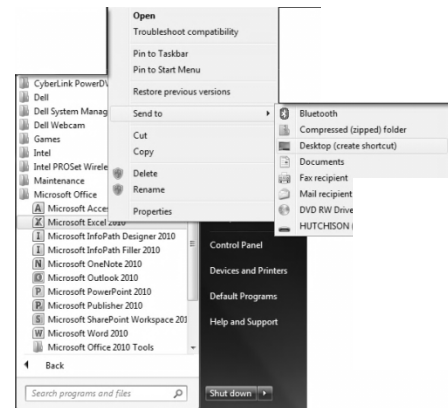 Open
Troubleshoot compatibility
Pin to Taskbar
Pin to Start Menu
Restore previous versions
Send to
Cut
Copy
Delete
Rename
Properties
Bluetooth
Compressed (zipped) folder
Desktop (create shortcut)
Documents
Fax recipient
Mail recipient
DVD RW Drive
HUTCHISON
CyberLink PowerDV
Dell
Dell System Manag
Dell Webcam
Games
Intel
Intel PROSet Wirele
Maintenance
Microsoft Office
Microsoft Acces
Microsoft Excel 2010
Microsoft InfoPath Designer 2010
Microsoft InfoPath Filler 2010
Microsoft OneNote 2010
Microsoft Outlook 2010
Microsoft PowerPoint 2010
Microsoft Publisher 2010
Microsoft SharePoint Workspace 201
Microsoft Word 2010
Microsoft Office 2010 Tools
Back
Search programs and files
Control Panel
Devices and Printers
Default Programs
Help and Support
Shut down